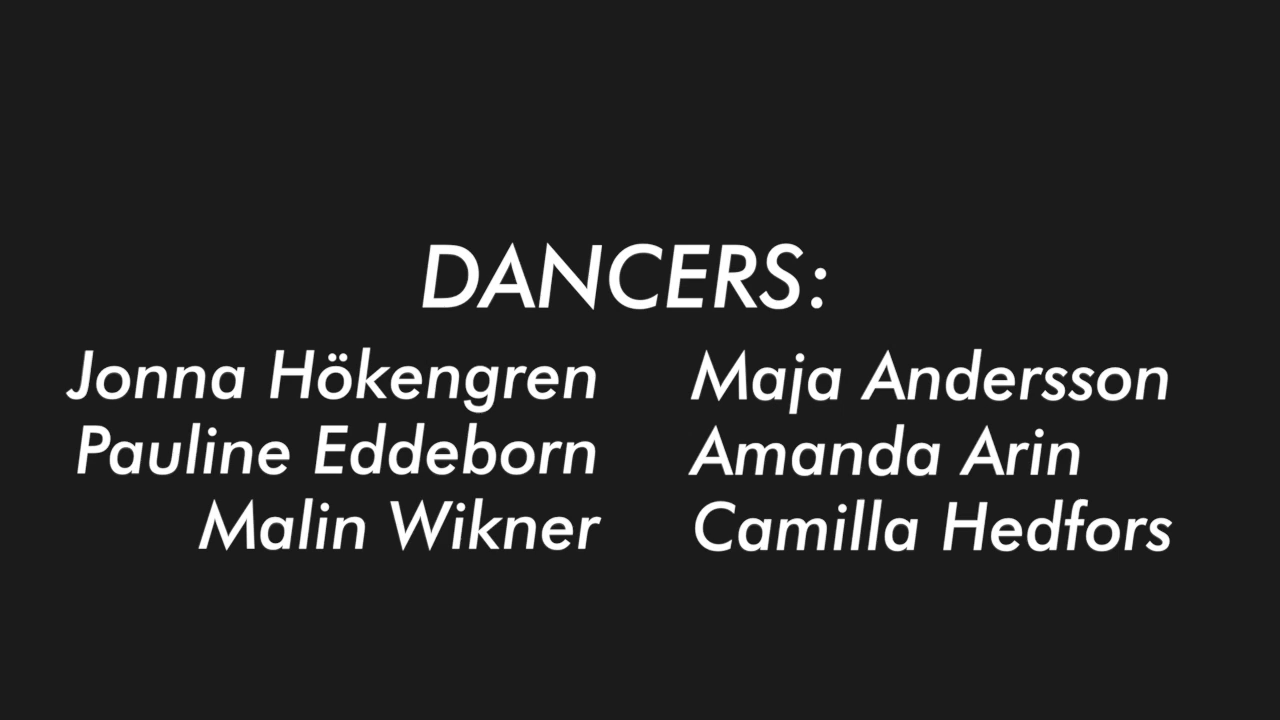 DANCERS:
Jonna Hökengren
Pauline Eddeborn
Malin Wikner
Maja Andersson
Amanda Arin
Camilla Hedfors